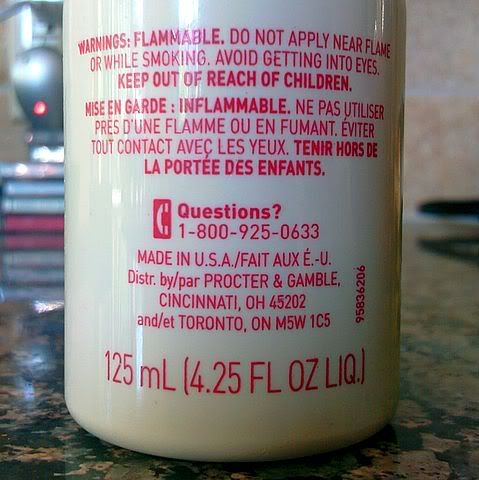 WARNINGS: FLAMMABLE. DO NOT APPLY NEAR FLAME
OR WHILE SMOKING. AVOID GETTING INTO EYES.
KEEP OUT OF REACH OF CHILDREN.
MISE EN GARDE : INFLAMMABLE. NE PAS UTILISER
PRÈS D'UNE FLAMME OU EN FUMANT. ÉVITER
TOUT CONTACT AVEC LES YEUX. TENIR HORS DE
LA PORTÉE DES ENFANTS.
Questions?
1-800-925-0633
MADE IN U.S.A./FAIT AUX É.-U.
Distr. by/par PROCTER & GAMBLE,
CINCINNATI, OH 45202
and/et TORONTO, ON M5W 1C5
95836206
125 mL (4.25 FL OZ LIQ.)